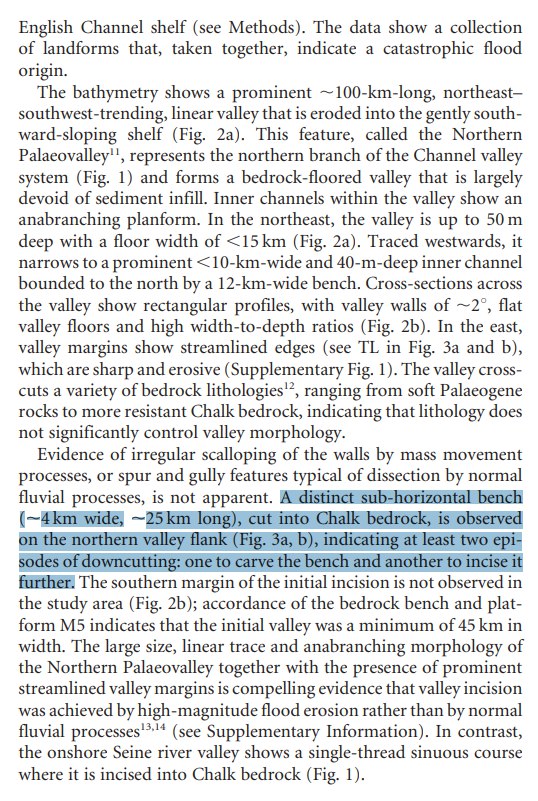 English Channel shelf (see Methods). The data show a collection
of landforms that, taken together, indicate a catastrophic flood
origin.
The bathymetry shows a prominent ~100-km-long, northeast–
southwest-trending, linear valley that is eroded into the gently south-
ward-sloping shelf (Fig. 2a). This feature, called the Northern
Palaeovalley¹¹, represents the northern branch of the Channel valley
system (Fig. 1) and forms a bedrock-floored valley that is largely
devoid of sediment infill. Inner channels within the valley show an
anabranching planform. In the northeast, the valley is up to 50 m
deep with a floor width of <15 km (Fig. 2a). Traced westwards, it
narrows to a prominent <10-km-wide and 40-m-deep inner channel
bounded to the north by a 12-km-wide bench. Cross-sections across
the valley show rectangular profiles, with valley walls of ~2°, flat
valley floors and high width-to-depth ratios (Fig. 2b). In the east,
valley margins show streamlined edges (see TL in Fig. 3a and b),
which are sharp and erosive (Supplementary Fig. 1). The valley cross-
cuts a variety of bedrock lithologies¹², ranging from soft Palaeogene
rocks to more resistant Chalk bedrock, indicating that lithology does
not significantly control valley morphology.
Evidence of irregular scalloping of the walls by mass movement
processes, or spur and gully features typical of dissection by normal
fluvial processes, is not apparent. A distinct sub-horizontal bench
(~4 km wide, ~25 km long), cut into Chalk bedrock, is observed
on the northern valley flank (Fig. 3a, b), indicating at least two epi-
sodes of downcutting: one to carve the bench and another to incise it
further. The southern margin of the initial incision is not observed in
the study area (Fig. 2b); accordance of the bedrock bench and plat-
form M5 indicates that the initial valley was a minimum of 45 km in
width. The large size, linear trace and anabranching morphology of
the Northern Palaeovalley together with the presence of prominent
streamlined valley margins is compelling evidence that valley incision
was achieved by high-magnitude flood erosion rather than by normal
fluvial processes¹³,¹⁴ (see Supplementary Information). In contrast,
the onshore Seine river valley shows a single-thread sinuous course
where it is incised into Chalk bedrock (Fig. 1).